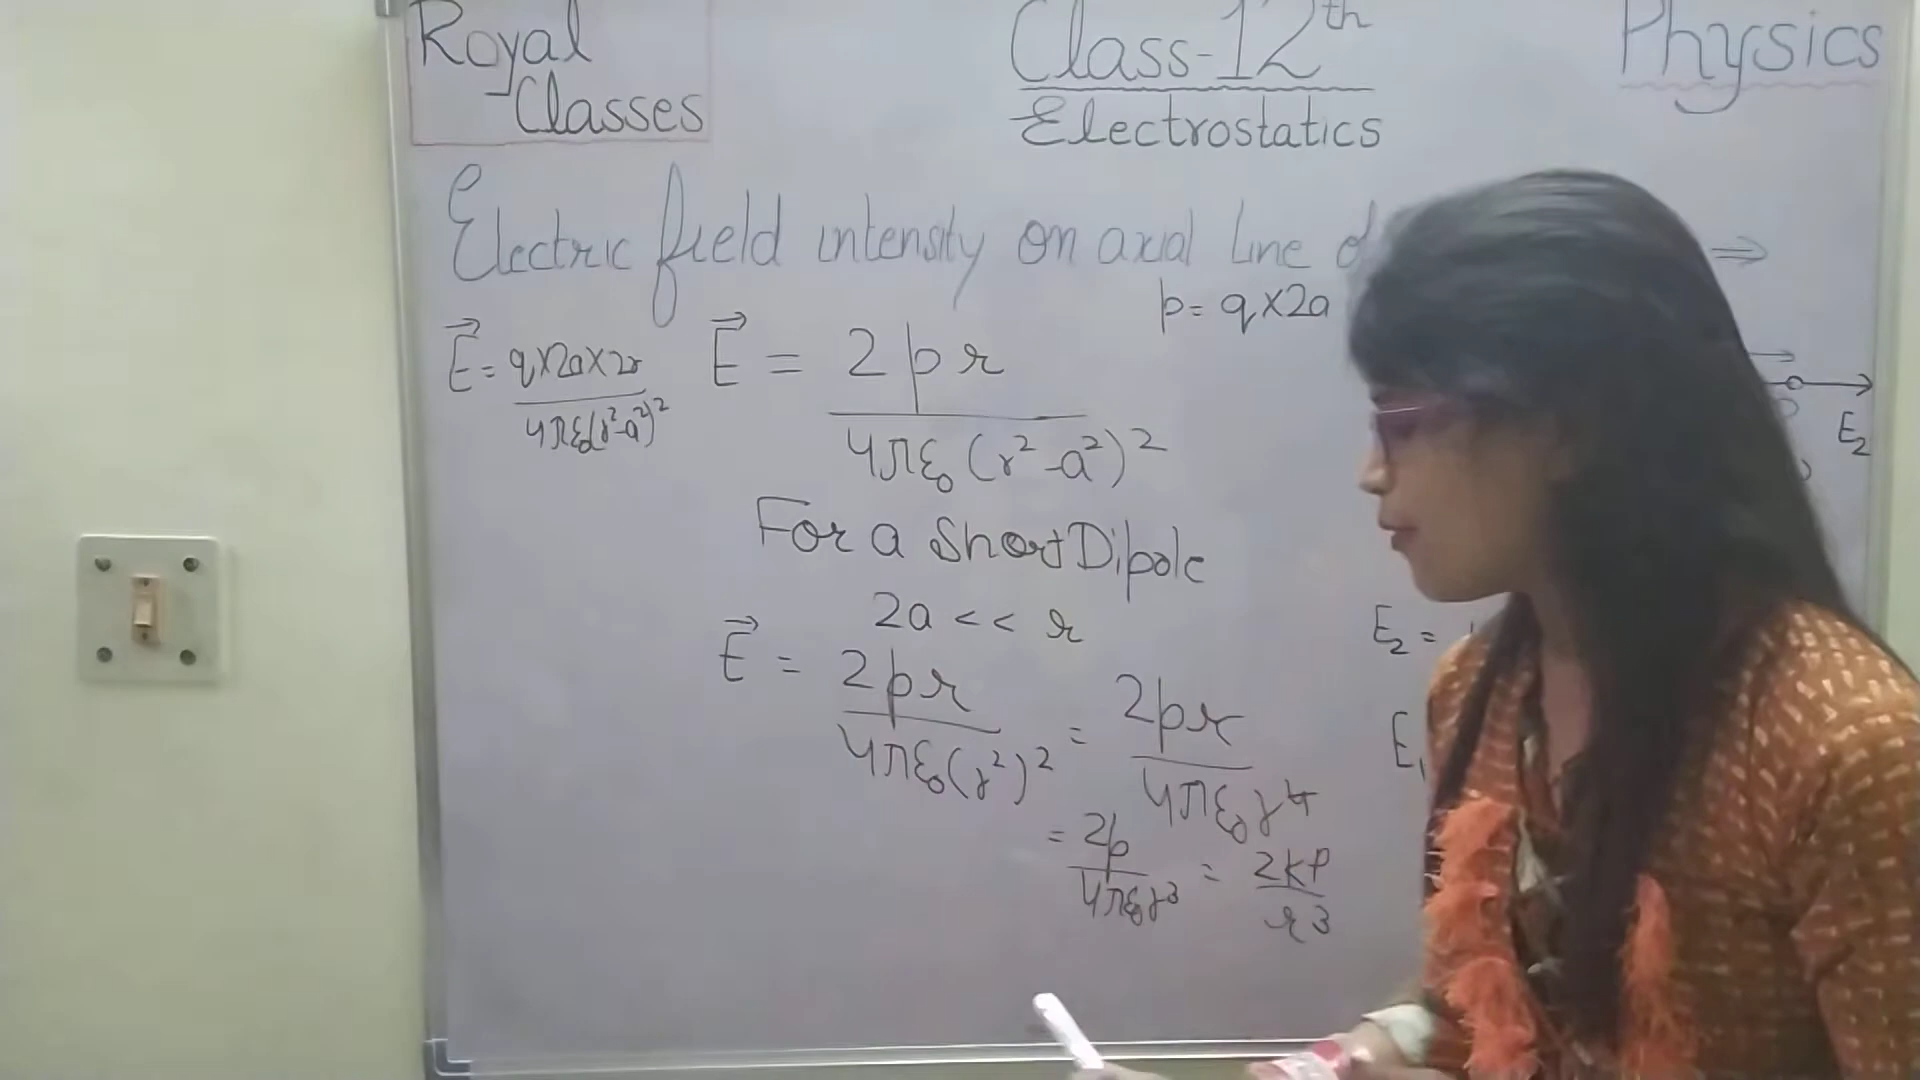 Royal
Classes
Class-12th
Electrostatics
Physics
Electric field intensity on axial line of
p = q×2a
E⃗ = q×2a×2r / 4πε₀(r²-a²)²
E⃗ = 2pr / 4πε₀(r²-a²)²
E₂
For a Short Dipole
2a << r
E₂ =
E₁
E⃗ = 2pr / 4πε₀(r²)² = 2pr / 4πε₀r⁴
= 2p / 4πε₀r³ = 2kp / r³